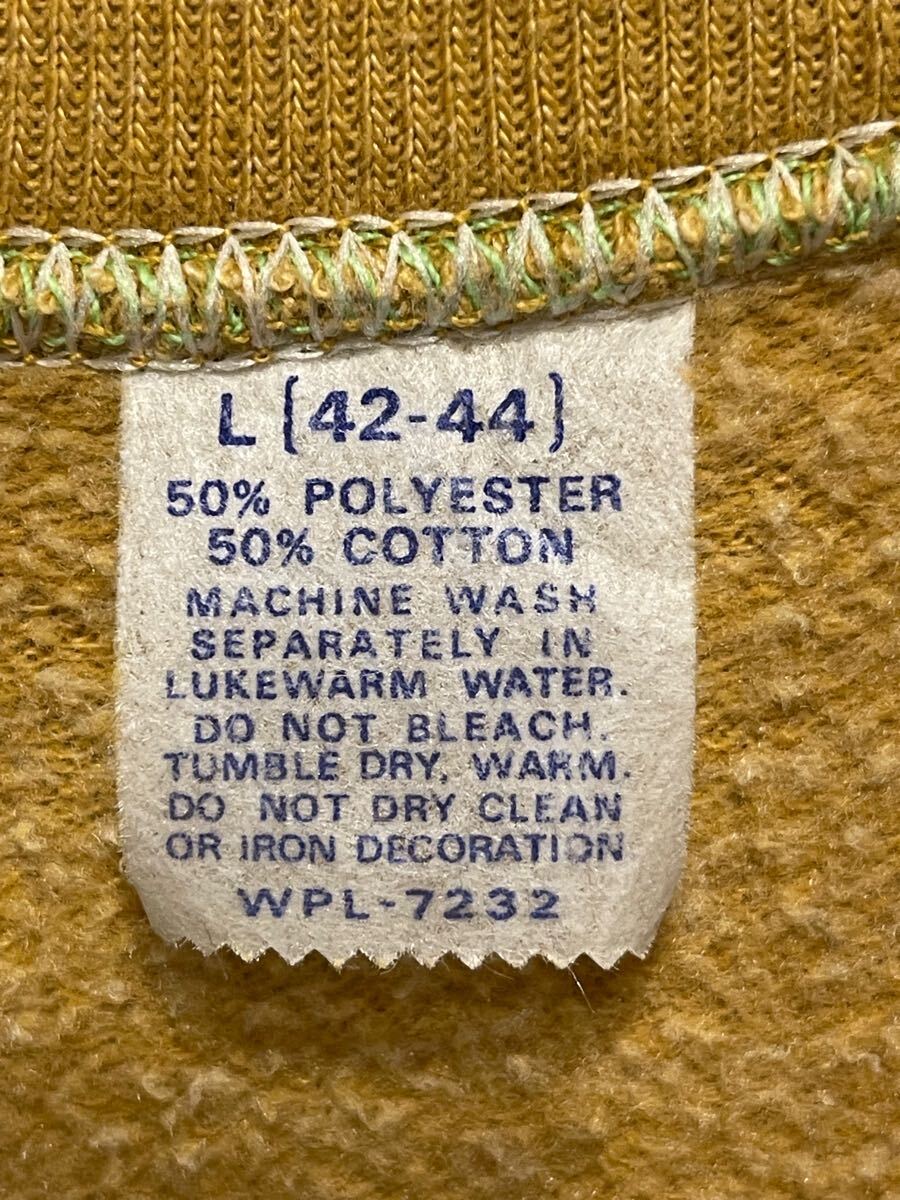 L [42-44]
50% POLYESTER
50% COTTON
MACHINE WASH
SEPARATELY IN
LUKEWARM WATER.
DO NOT BLEACH.
TUMBLE DRY, WARM.
DO NOT DRY CLEAN
OR IRON DECORATION
WPL-7232